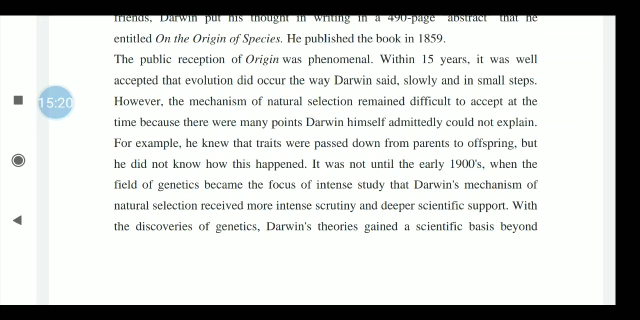 friends, Darwin put his thought in writing in a 490-page "abstract" that he
entitled On the Origin of Species. He published the book in 1859.
The public reception of Origin was phenomenal. Within 15 years, it was well
accepted that evolution did occur the way Darwin said, slowly and in small steps.
However, the mechanism of natural selection remained difficult to accept at the
time because there were many points Darwin himself admittedly could not explain.
For example, he knew that traits were passed down from parents to offspring, but
he did not know how this happened. It was not until the early 1900's, when the
field of genetics became the focus of intense study that Darwin's mechanism of
natural selection received more intense scrutiny and deeper scientific support. With
the discoveries of genetics, Darwin's theories gained a scientific basis beyond
15:20